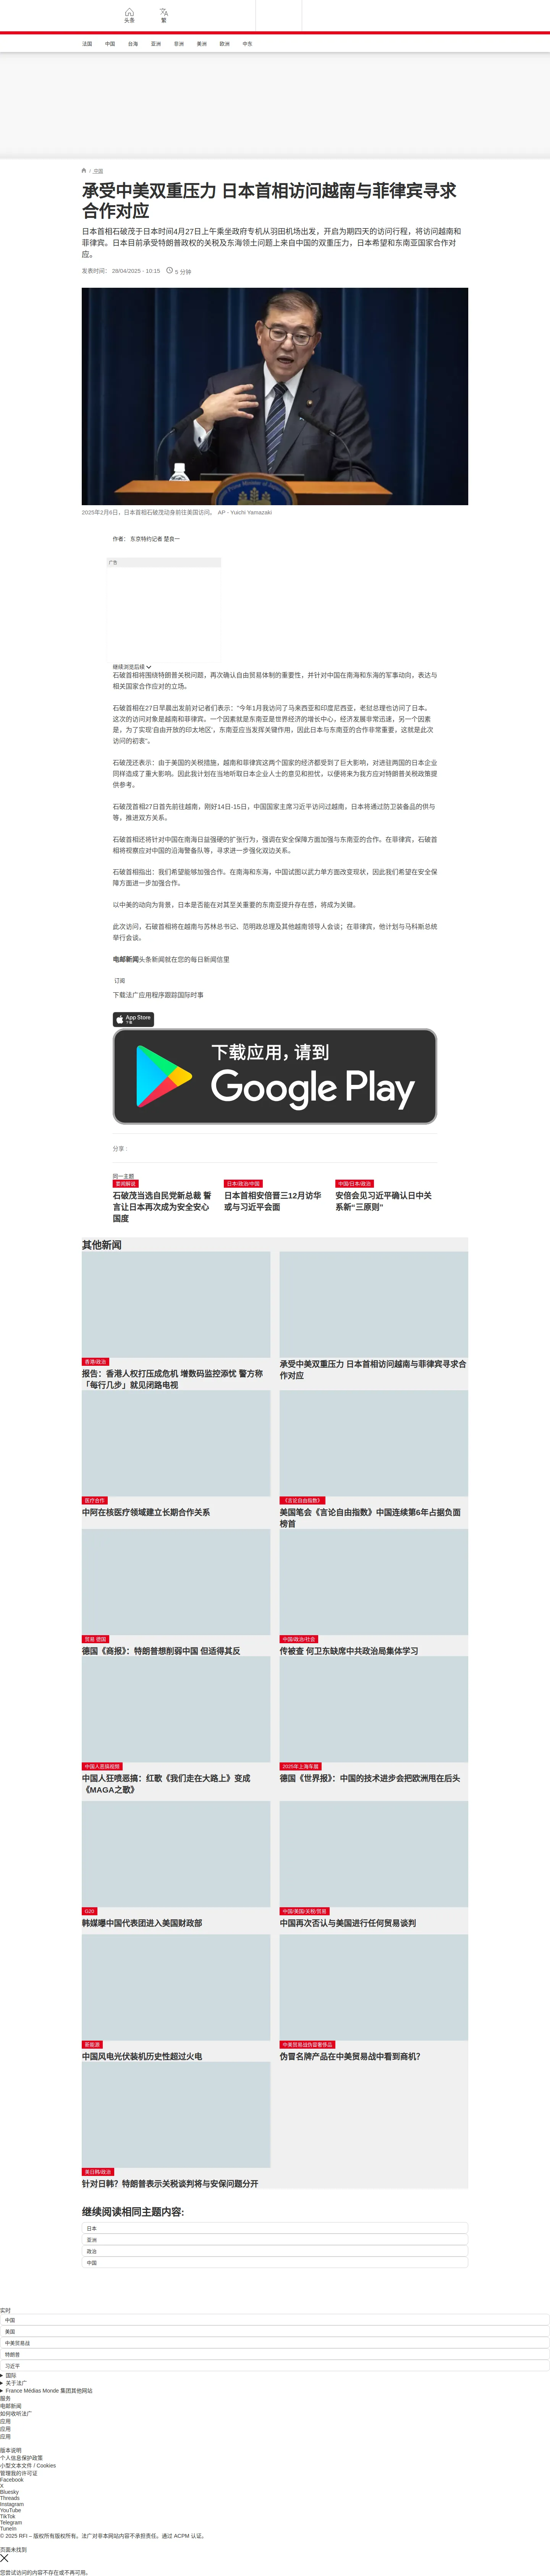 头条
繁
法国
中国
台海
亚洲
非洲
美洲
欧洲
中东
/ 中国
承受中美双重压力 日本首相访问越南与菲律宾寻求
合作对应
日本首相石破茂于日本时间4月27日上午乘坐政府专机从羽田机场出发，开启为期四天的访问行程，将访问越南和
菲律宾。日本目前承受特朗普政权的关税及东海领土问题上来自中国的双重压力，日本希望和东南亚国家合作对
应。
发表时间： 28/04/2025 - 10:15
5 分钟
2025年2月6日，日本首相石破茂动身前往美国访问。 AP - Yuichi Yamazaki
作者： 东京特约记者 楚良一
广告
继续浏览后续
石破首相将围绕特朗普关税问题，再次确认自由贸易体制的重要性，并针对中国在南海和东海的军事动向，表达与
相关国家合作应对的立场。
石破首相在27日早晨出发前对记者们表示：“今年1月我访问了马来西亚和印度尼西亚，老挝总理也访问了日本。
这次的访问对象是越南和菲律宾。一个因素就是东南亚是世界经济的增长中心，经济发展非常迅速，另一个因素
是，为了实现‘自由开放的印太地区’，东南亚应当发挥关键作用，因此日本与东南亚的合作非常重要，这就是此次
访问的初衷”。
石破茂还表示：由于美国的关税措施，越南和菲律宾这两个国家的经济都受到了巨大影响，对进驻两国的日本企业
同样造成了重大影响。因此我计划在当地听取日本企业人士的意见和担忧，以便将来为我方应对特朗普关税政策提
供参考。
石破茂首相27日首先前往越南，刚好14日-15日，中国国家主席习近平访问过越南，日本将通过防卫装备品的供与
等，推进双方关系。
石破首相还将针对中国在南海日益强硬的扩张行为，强调在安全保障方面加强与东南亚的合作。在菲律宾，石破首
相将视察应对中国的沿海警备队等，寻求进一步强化双边关系。
石破首相指出：我们希望能够加强合作。在南海和东海，中国试图以武力单方面改变现状，因此我们希望在安全保
障方面进一步加强合作。
以中美的动向为背景，日本是否能在对其至关重要的东南亚提升存在感，将成为关键。
此次访问，石破首相将在越南与苏林总书记、范明政总理及其他越南领导人会谈；在菲律宾，他计划与马科斯总统
举行会谈。
电邮新闻头条新闻就在您的每日新闻信里
订阅
下载法广应用程序跟踪国际时事
App Store
下载
下载应用，请到
Google Play
分享 :
同一主题
要闻解说
石破茂当选自民党新总裁 誓
言让日本再次成为安全安心
国度
日本/政治/中国
日本首相安倍晋三12月访华
或与习近平会面
中国/日本/政治
安倍会见习近平确认日中关
系新“三原则”
其他新闻
香港/政治
报告：香港人权打压成危机 增数码监控添忧 警方称
「每行几步」就见闭路电视
承受中美双重压力 日本首相访问越南与菲律宾寻求合
作对应
医疗合作
中阿在核医疗领域建立长期合作关系
《言论自由指数》
美国笔会《言论自由指数》中国连续第6年占据负面
榜首
贸易 德国
德国《商报》：特朗普想削弱中国 但适得其反
中国/政治/社会
传被查 何卫东缺席中共政治局集体学习
中国人恶搞视频
中国人狂喷恶搞：红歌《我们走在大路上》变成
《MAGA之歌》
2025年上海车展
德国《世界报》：中国的技术进步会把欧洲甩在后头
G20
韩媒曝中国代表团进入美国财政部
中国/美国/关税/贸易
中国再次否认与美国进行任何贸易谈判
新能源
中国风电光伏装机历史性超过火电
中美贸易战伪冒奢侈品
伪冒名牌产品在中美贸易战中看到商机？
美日韩/政治
针对日韩？特朗普表示关税谈判将与安保问题分开
继续阅读相同主题内容:
日本
亚洲
政治
中国
实时
中国
美国
中美贸易战
特朗普
习近平
国际
关于法广
France Médias Monde 集团其他网站
服务
电邮新闻
如何收听法广
应用
应用
应用
版本说明
个人信息保护政策
小型文本文件 / Cookies
管理我的许可证
Facebook
X
Bluesky
Threads
Instagram
YouTube
TikTok
Telegram
TuneIn
© 2025 RFI – 版权所有版权所有。法广对非本网站内容不承担责任。通过 ACPM 认证。
页面未找到
您尝试访问的内容不存在或不再可用。